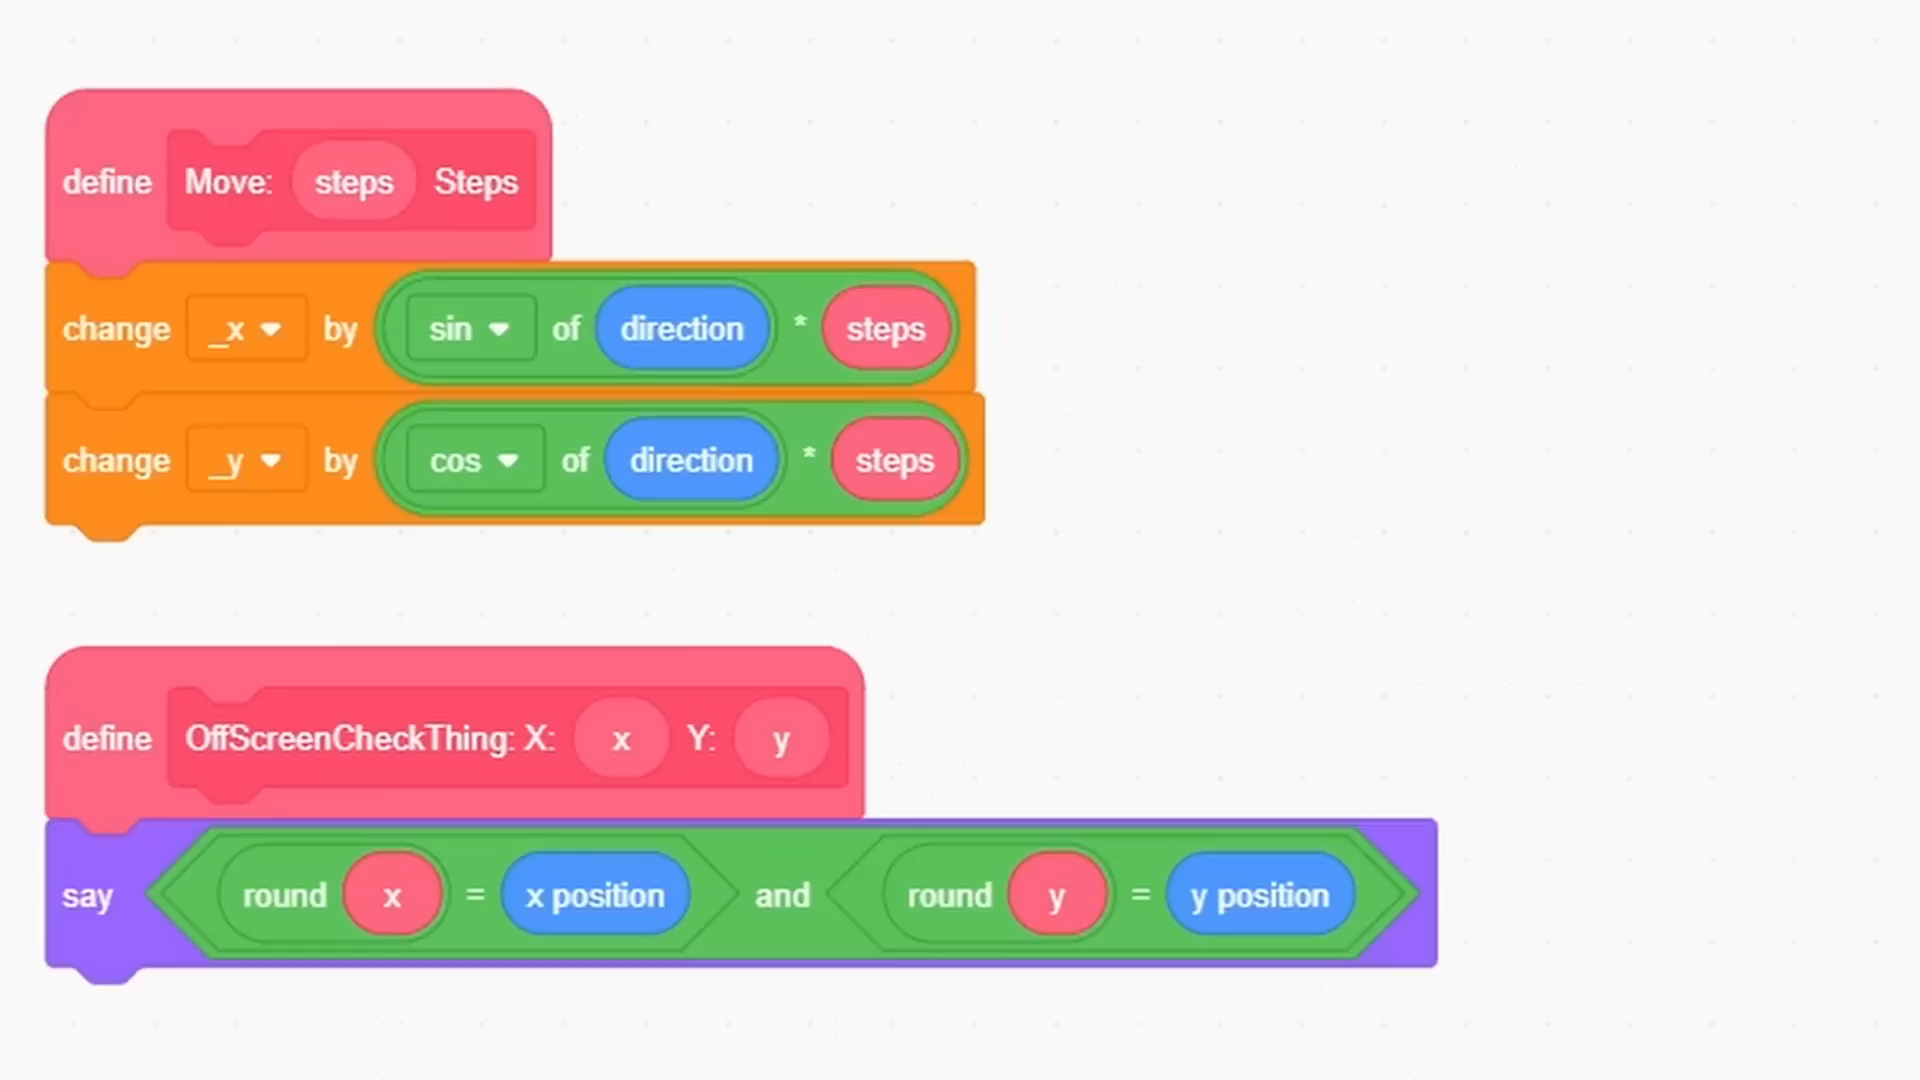 define Move: steps Steps
change _x by sin of direction * steps
change _y by cos of direction * steps
define OffScreenCheckThing: X: x Y: y
say round x = x position and round y = y position